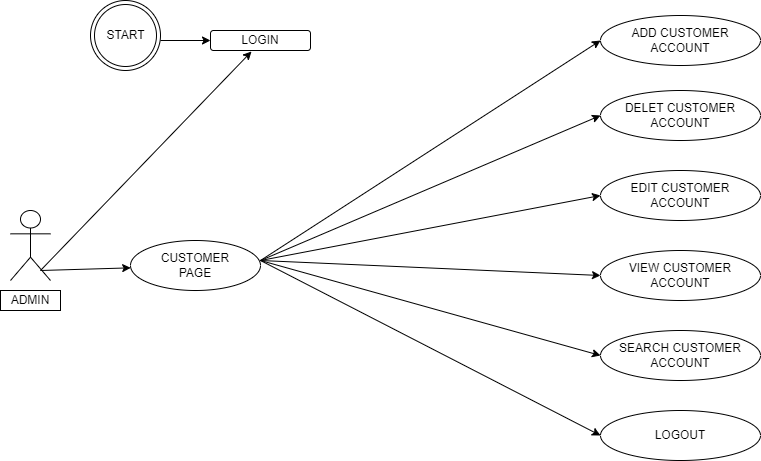 START
LOGIN
ADD CUSTOMER
ACCOUNT
DELET CUSTOMER
ACCOUNT
EDIT CUSTOMER
ACCOUNT
CUSTOMER
PAGE
VIEW CUSTOMER
ACCOUNT
ADMIN
SEARCH CUSTOMER
ACCOUNT
LOGOUT